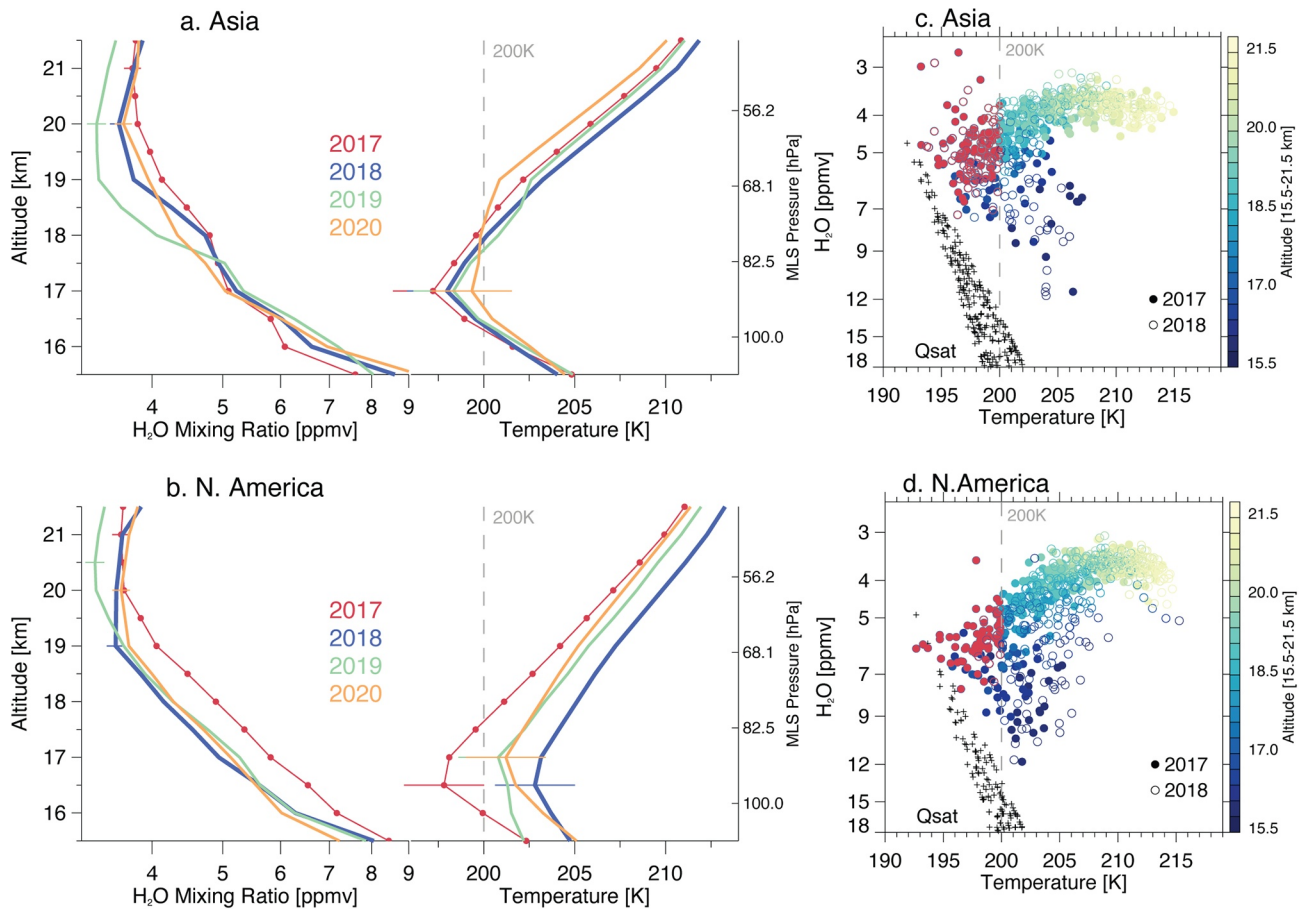 a. Asia
200K
2017
2018
2019
2020
Altitude [km]
21
20
19
18
17
16
56.2
68.1
82.5
100.0
MLS Pressure [hPa]
4 5 6 7 8 9 200 205 210
H₂O Mixing Ratio [ppmv] Temperature [K]
c. Asia
200K
3
4
5
7
9
12
15
18
H₂O [ppmv]
2017
2018
Qsat
190 195 200 205 210 215
Temperature [K]
21.5
20.0
18.5
17.0
15.5
Altitude [15.5-21.5 km]
b. N. America
200K
2017
2018
2019
2020
Altitude [km]
21
20
19
18
17
16
56.2
68.1
82.5
100.0
MLS Pressure [hPa]
4 5 6 7 8 9 200 205 210
H₂O Mixing Ratio [ppmv] Temperature [K]
d. N.America
200K
3
4
5
7
9
12
15
18
H₂O [ppmv]
2017
2018
Qsat
190 195 200 205 210 215
Temperature [K]
21.5
20.0
18.5
17.0
15.5
Altitude [15.5-21.5 km]